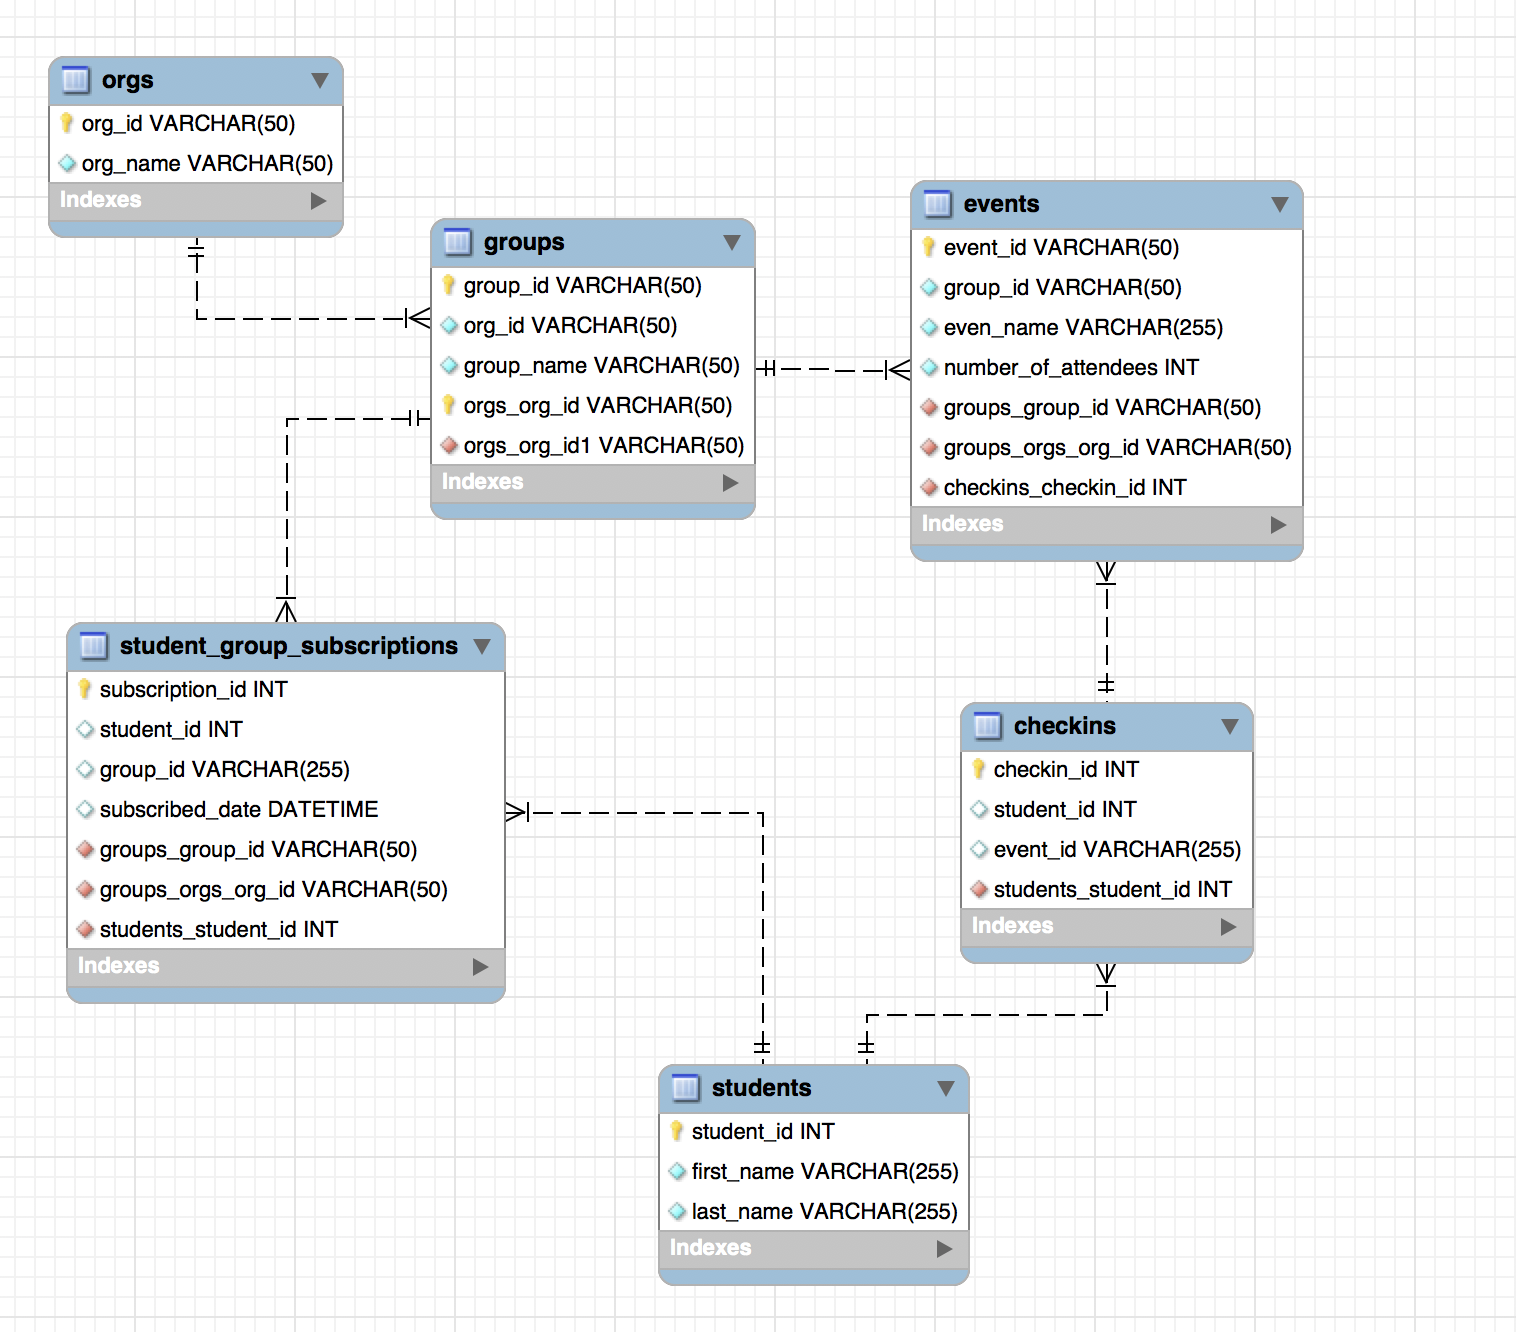 orgs
org_id VARCHAR(50)
org_name VARCHAR(50)
Indexes
groups
group_id VARCHAR(50)
org_id VARCHAR(50)
group_name VARCHAR(50)
orgs_org_id VARCHAR(50)
orgs_org_id1 VARCHAR(50)
Indexes
events
event_id VARCHAR(50)
group_id VARCHAR(50)
even_name VARCHAR(255)
number_of_attendees INT
groups_group_id VARCHAR(50)
groups_orgs_org_id VARCHAR(50)
checkins_checkin_id INT
Indexes
student_group_subscriptions
subscription_id INT
student_id INT
group_id VARCHAR(255)
subscribed_date DATETIME
groups_group_id VARCHAR(50)
groups_orgs_org_id VARCHAR(50)
students_student_id INT
Indexes
checkins
checkin_id INT
student_id INT
event_id VARCHAR(255)
students_student_id INT
Indexes
students
student_id INT
first_name VARCHAR(255)
last_name VARCHAR(255)
Indexes